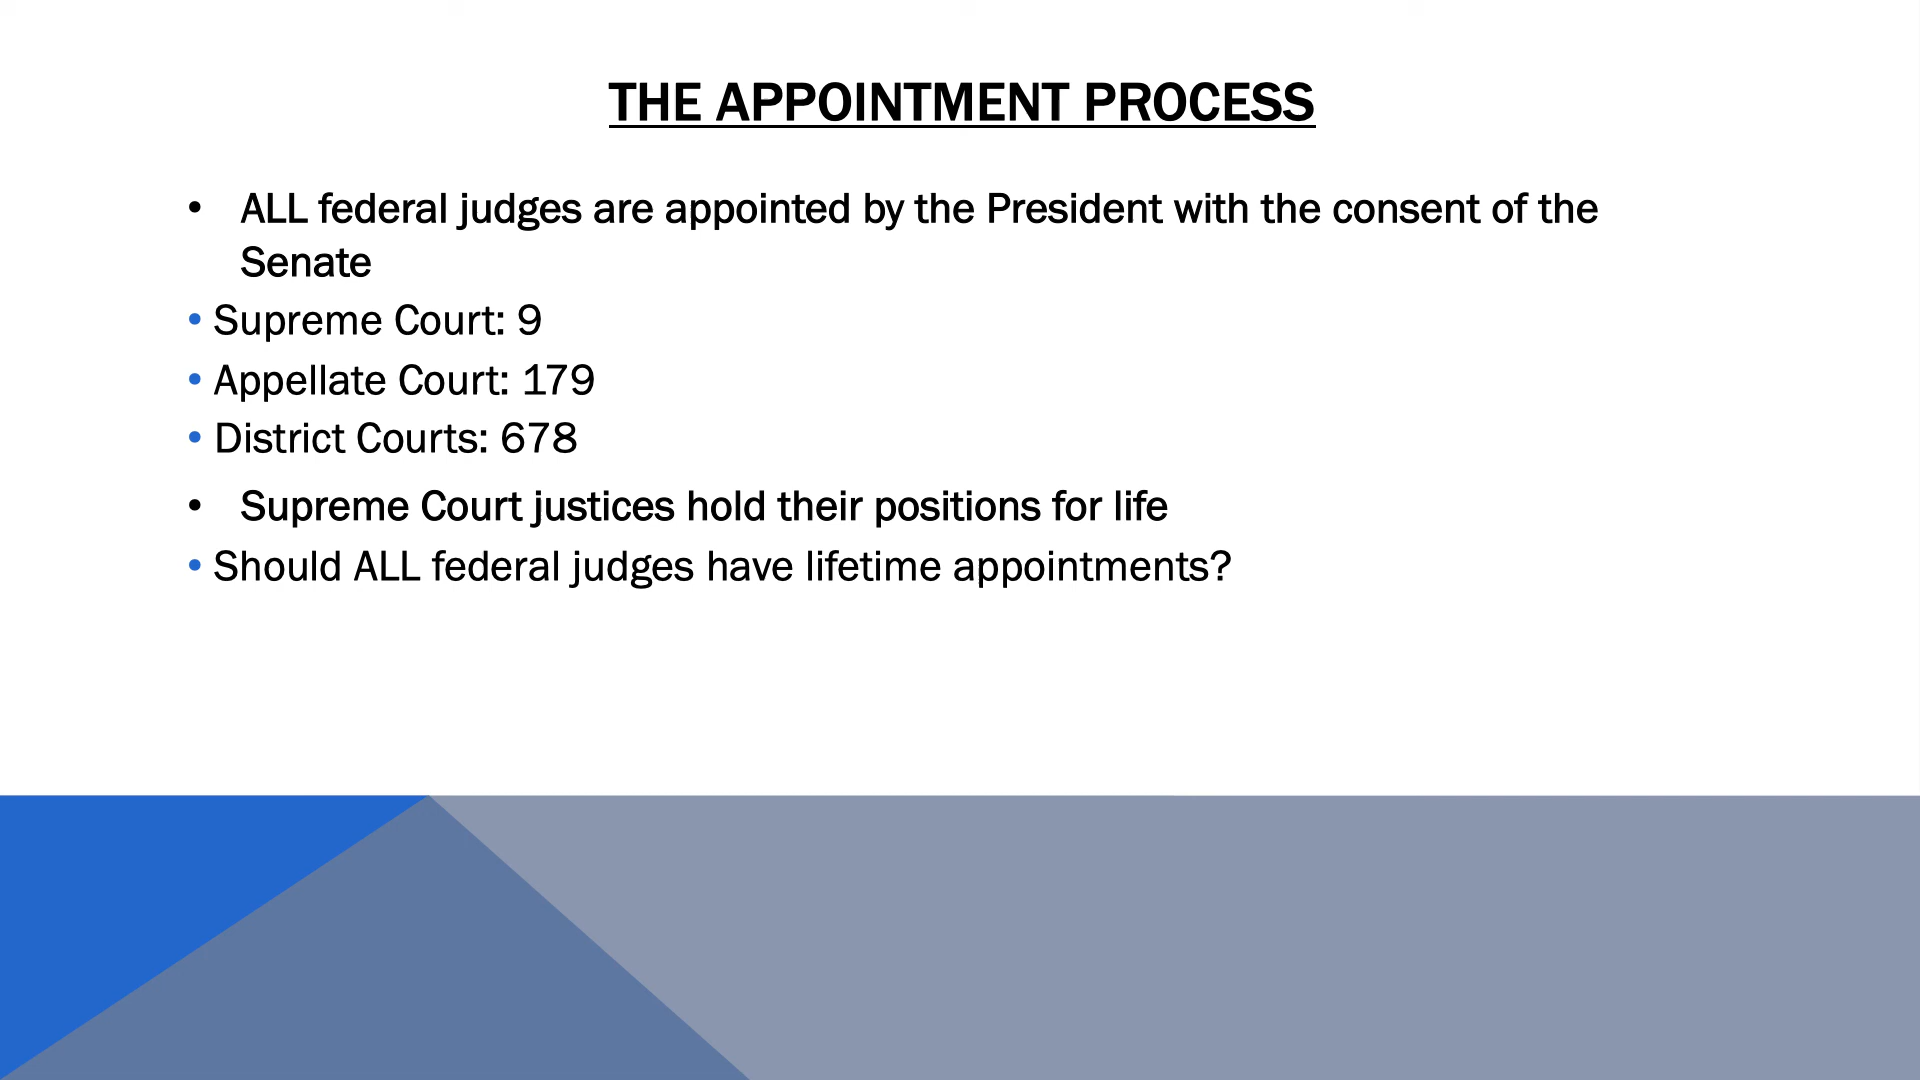 THE APPOINTMENT PROCESS
• ALL federal judges are appointed by the President with the consent of the
Senate
• Supreme Court: 9
• Appellate Court: 179
• District Courts: 678
• Supreme Court justices hold their positions for life
• Should ALL federal judges have lifetime appointments?